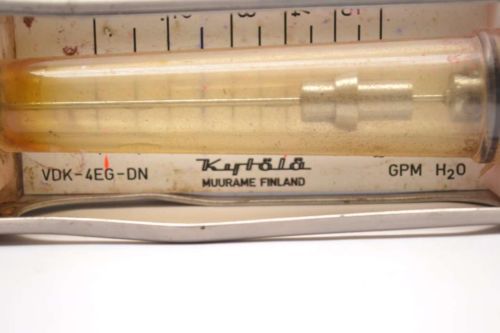 VDK-4EG-DN
Kytölä
MUURAME FINLAND
GPM H2O